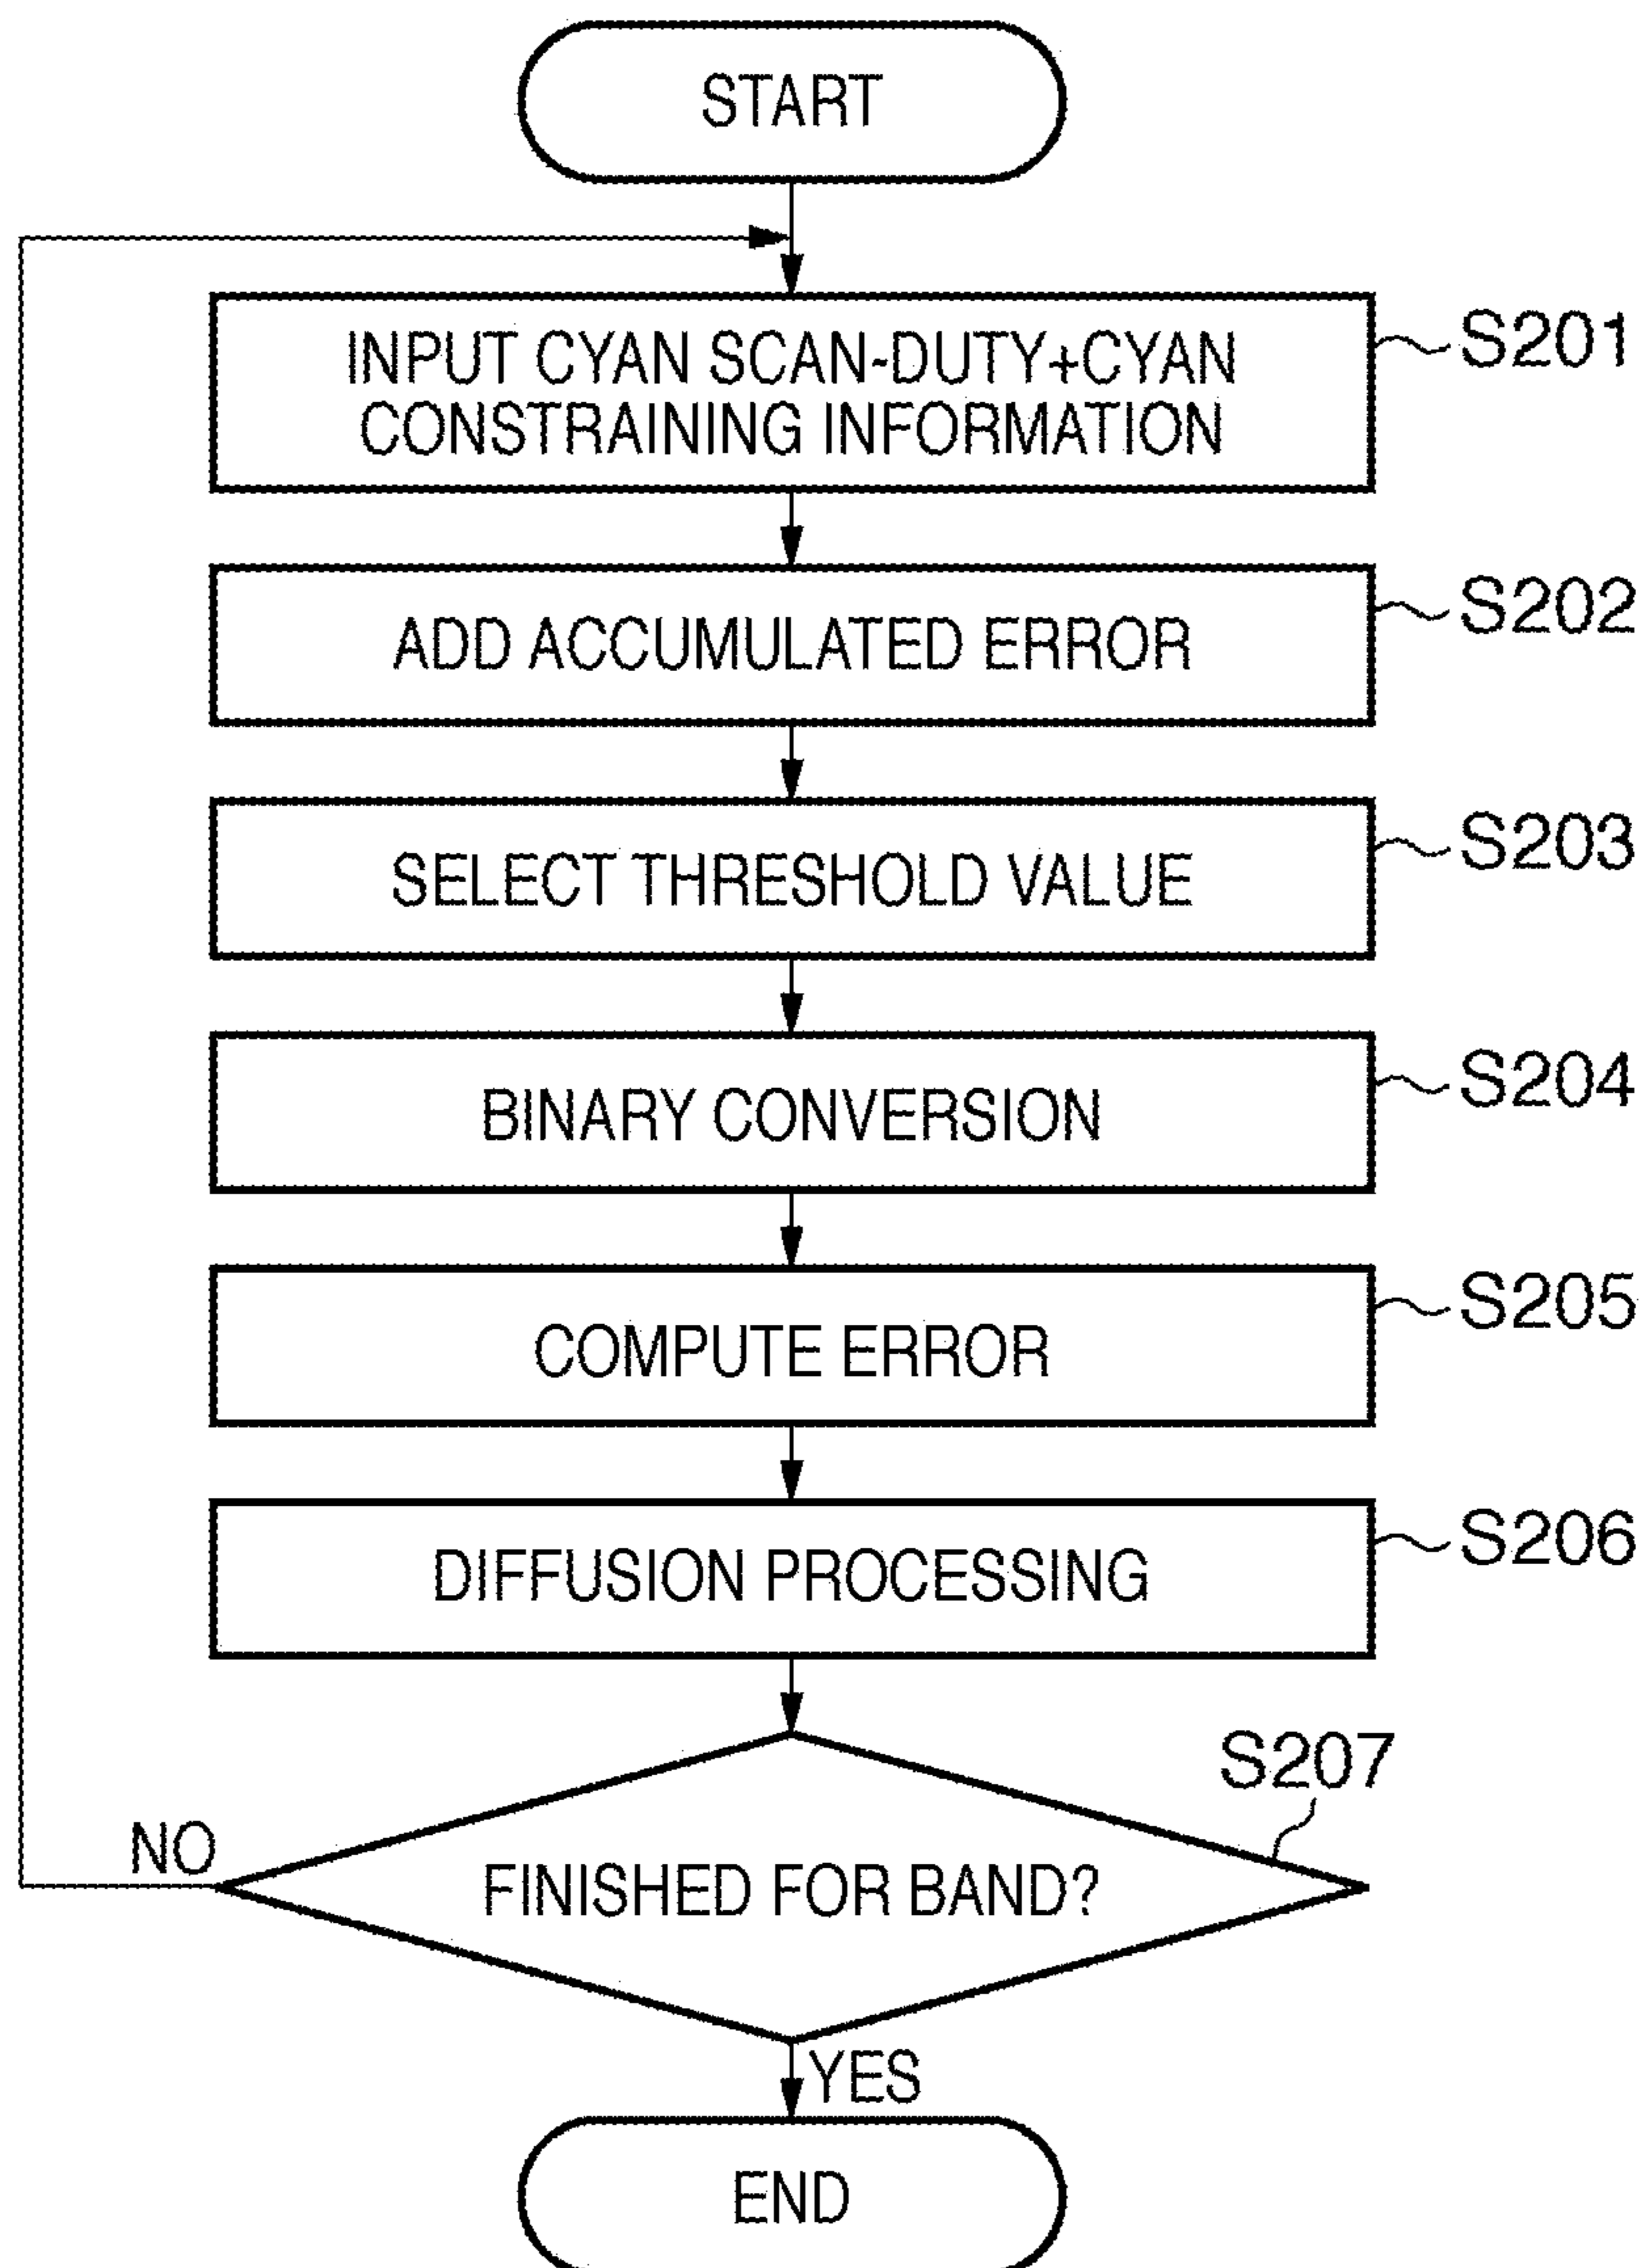 START
INPUT CYAN SCAN-DUTY+CYAN
CONSTRAINING INFORMATION
S201
ADD ACCUMULATED ERROR
S202
SELECT THRESHOLD VALUE
S203
BINARY CONVERSION
S204
COMPUTE ERROR
S205
DIFFUSION PROCESSING
S206
S207
NO
FINISHED FOR BAND?
YES
END